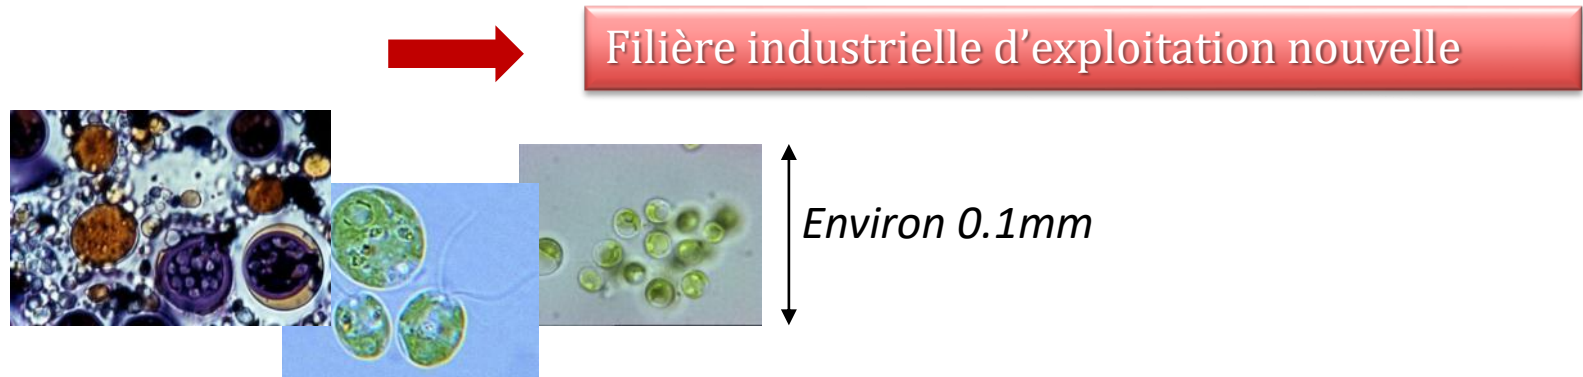 Filière industrielle d’exploitation nouvelle
Environ 0.1mm